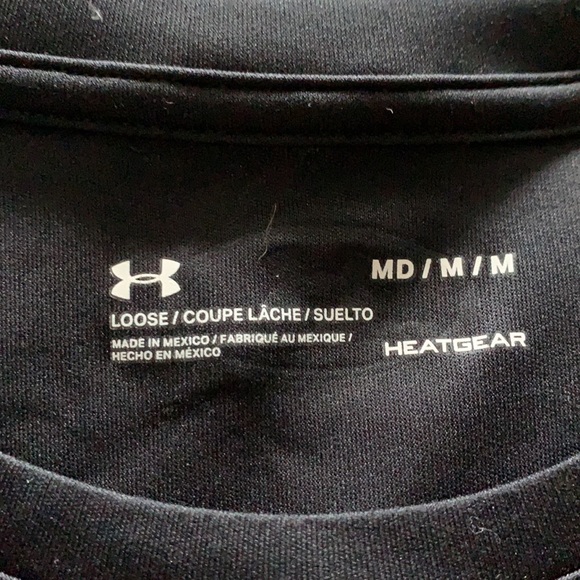 MD / M / M
LOOSE / COUPE LÂCHE / SUELTO
MADE IN MEXICO / FABRIQUÉ AU MEXIQUE /
HECHO EN MÉXICO
HEATGEAR